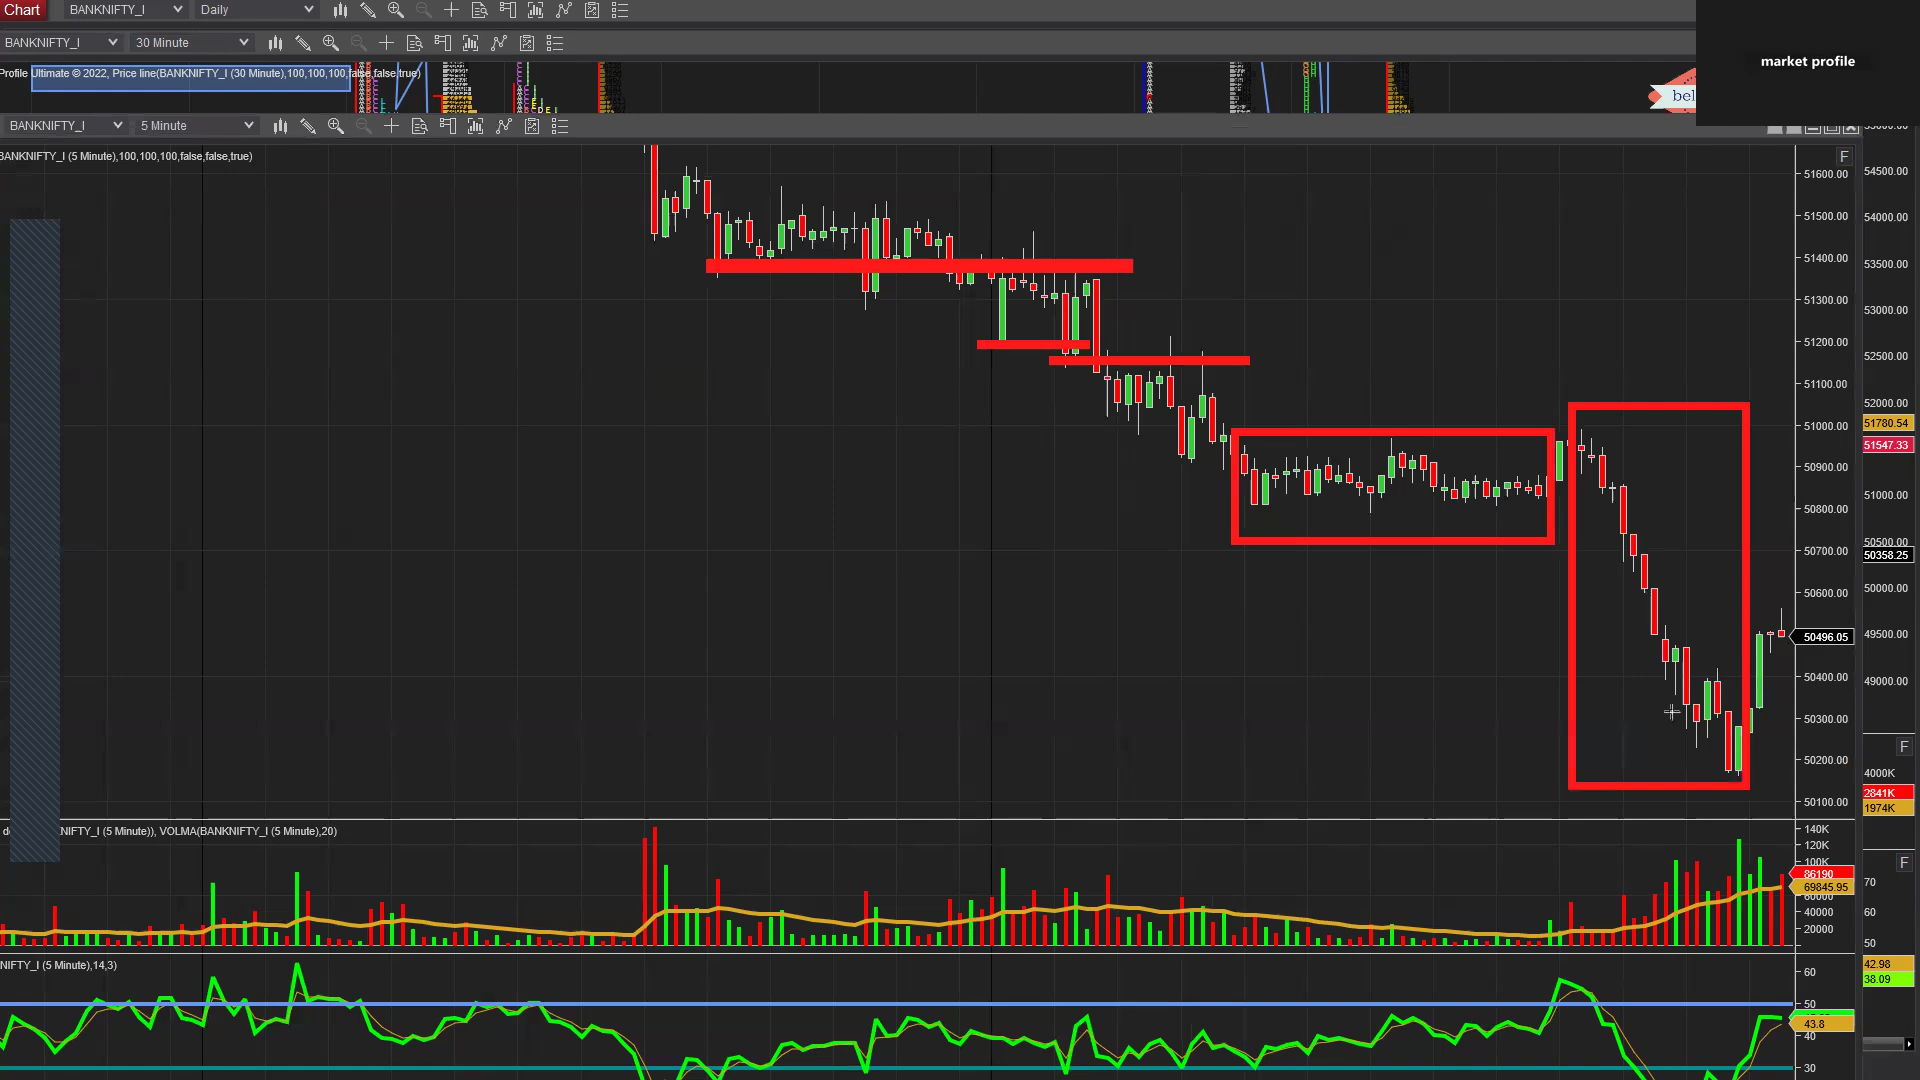 Chart BANKNIFTY_I Daily
BANKNIFTY_I 30 Minute
market profile
Profile Ultimate © 2022, Price line(BANKNIFTY_I (30 Minute),100,100,100,false,false,true)
bel
BANKNIFTY_I 5 Minute
BANKNIFTY_I (5 Minute),100,100,100,false,false,true)
F
51600.00
51500.00
51400.00
51300.00
51200.00
51100.00
51000.00
50900.00
50800.00
50700.00
50600.00
50496.05
50400.00
50300.00
50200.00
50100.00
54500.00
54000.00
53500.00
53000.00
52500.00
52000.00
51780.54
51547.33
51000.00
50500.00
50358.25
50000.00
49500.00
49000.00
F
4000K
2841K
1974K
NIFTY_I (5 Minute)), VOLMA(BANKNIFTY_I (5 Minute),20)
140K
120K
100K
86190
69845.95
60000
40000
20000
F
70
60
50
42.98
38.09
NIFTY_I (5 Minute),14,3)
60
50
43.8
40
30